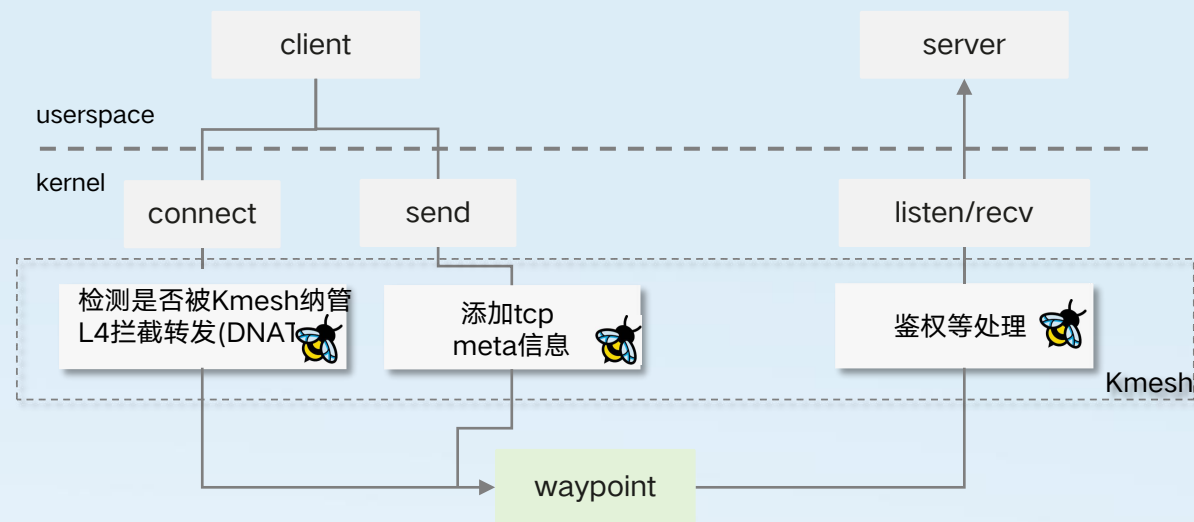 client
server
userspace
kernel
connect
send
listen/recv
检测是否被Kmesh纳管
L4拦截转发(DNAT
添加tcp
meta信息
鉴权等处理
Kmesh
waypoint